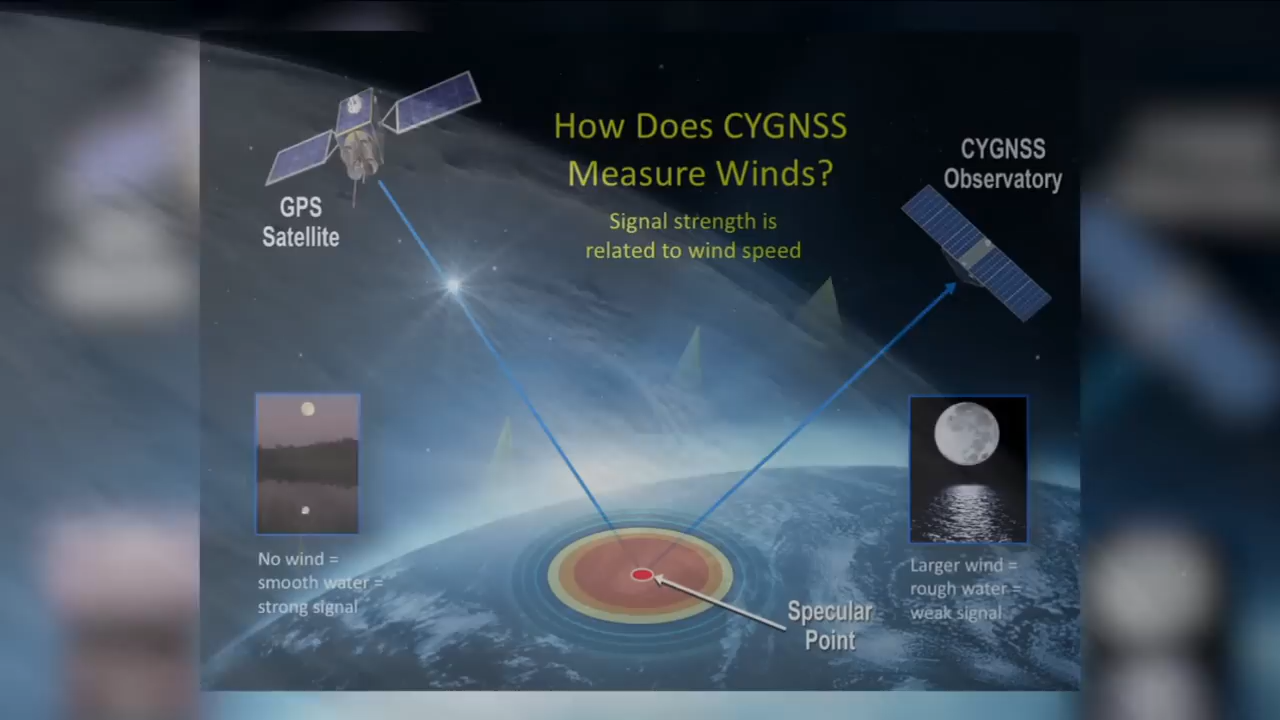 How Does CYGNSS
Measure Winds?
Signal strength is
related to wind speed
GPS
Satellite
CYGNSS
Observatory
No wind =
smooth water =
strong signal
Larger wind =
rough water =
weak signal
Specular
Point